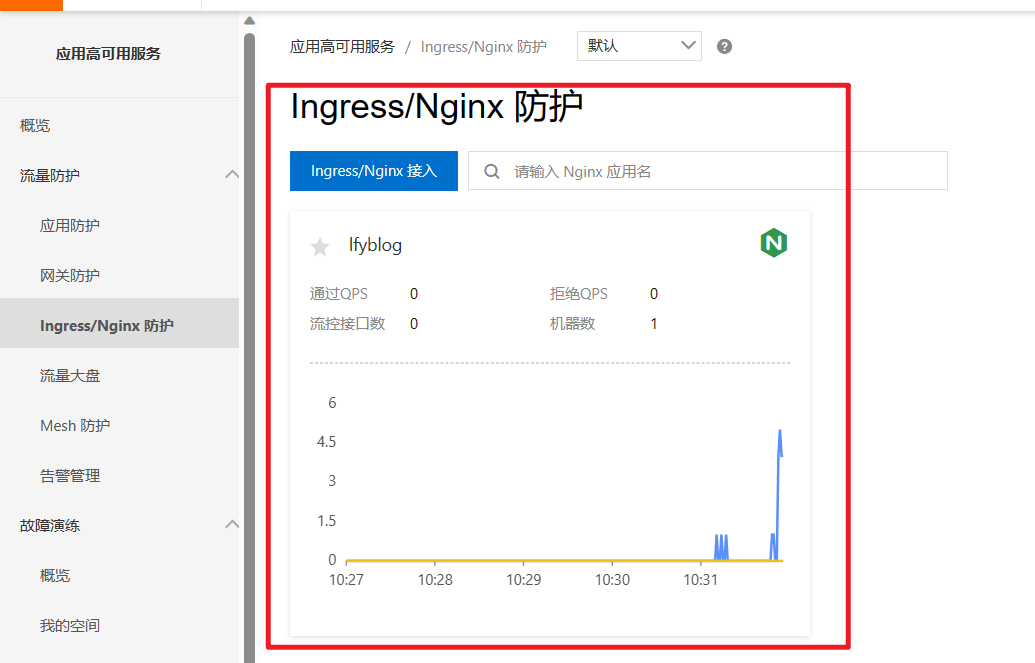 应用高可用服务
概览
流量防护
应用防护
网关防护
Ingress/Nginx 防护
流量大盘
Mesh 防护
告警管理
故障演练
概览
我的空间
应用高可用服务 / Ingress/Nginx 防护 默认 ?
Ingress/Nginx 防护
Ingress/Nginx 接入 请输入 Nginx 应用名
lfyblog N
通过QPS 0 拒绝QPS 0
流控接口数 0 机器数 1
6
4.5
3
1.5
0
10:27 10:28 10:29 10:30 10:31